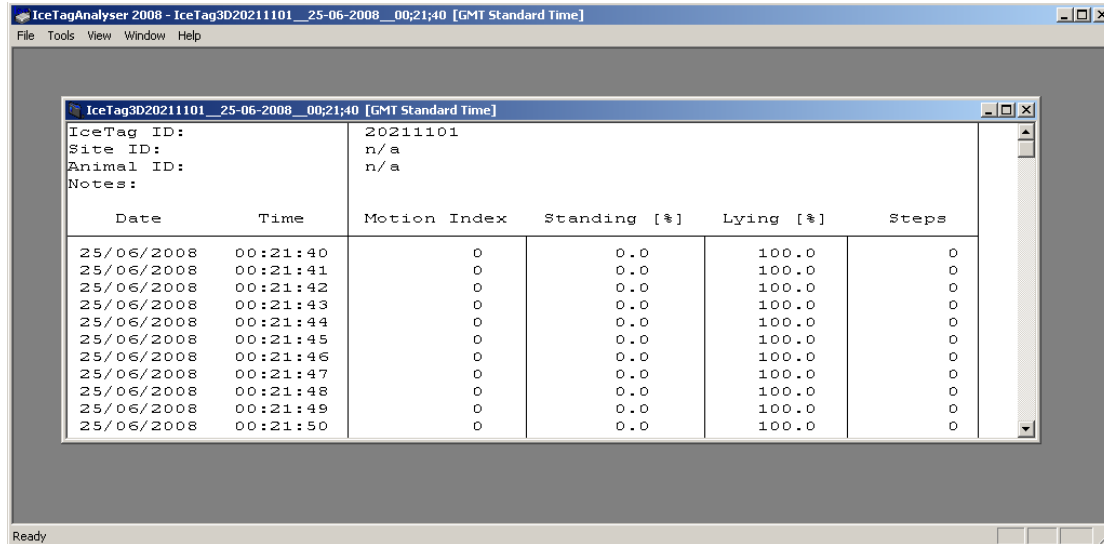 IceTagAnalyser 2008 - IceTag3D20211101__25-06-2008__00;21;40 [GMT Standard Time]
File Tools View Window Help
IceTag3D20211101__25-06-2008__00;21;40 [GMT Standard Time]
IceTag ID: 20211101
Site ID: n/a
Animal ID: n/a
Notes:
Date Time Motion Index Standing [%] Lying [%] Steps
25/06/2008 00:21:40 0 0.0 100.0 0
25/06/2008 00:21:41 0 0.0 100.0 0
25/06/2008 00:21:42 0 0.0 100.0 0
25/06/2008 00:21:43 0 0.0 100.0 0
25/06/2008 00:21:44 0 0.0 100.0 0
25/06/2008 00:21:45 0 0.0 100.0 0
25/06/2008 00:21:46 0 0.0 100.0 0
25/06/2008 00:21:47 0 0.0 100.0 0
25/06/2008 00:21:48 0 0.0 100.0 0
25/06/2008 00:21:49 0 0.0 100.0 0
25/06/2008 00:21:50 0 0.0 100.0 0
Ready